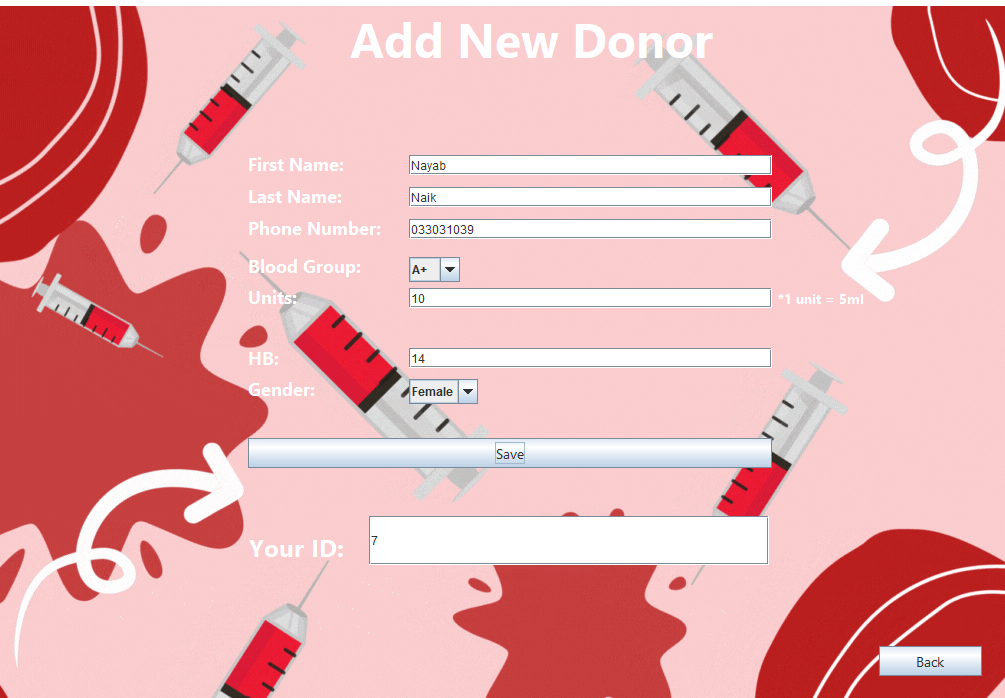 Add New Donor
First Name: Nayab
Last Name: Naik
Phone Number: 033031039
Blood Group: A+
Units: 10 *1 unit = 5ml
HB: 14
Gender: Female
Save
Your ID: 7
Back